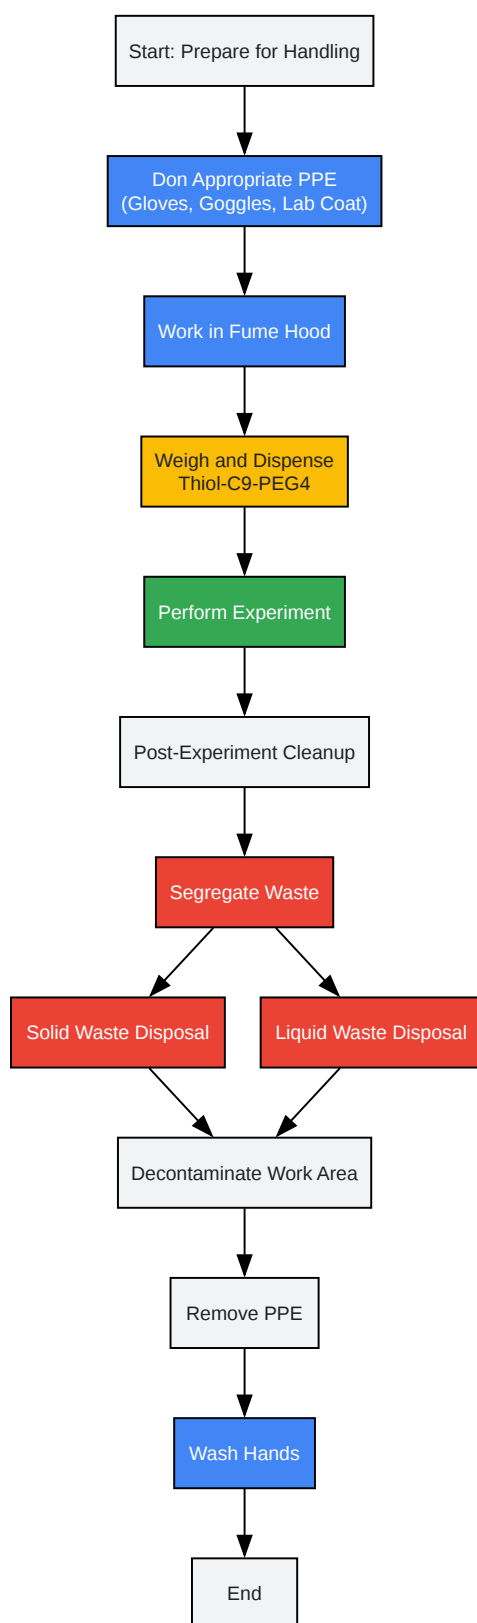 Start: Prepare for Handling
Don Appropriate PPE
(Gloves, Goggles, Lab Coat)
Work in Fume Hood
Weigh and Dispense
Thiol-C9-PEG4
Perform Experiment
Post-Experiment Cleanup
Segregate Waste
Solid Waste Disposal
Liquid Waste Disposal
Decontaminate Work Area
Remove PPE
Wash Hands
End